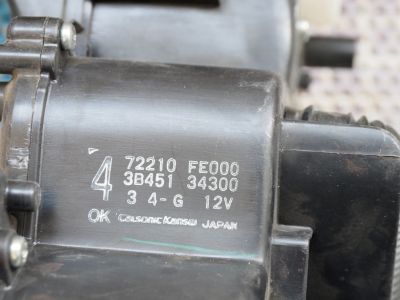 4 72210 FE000
3B451 34300
3 4-G 12V
OK Calsonic Kansei JAPAN